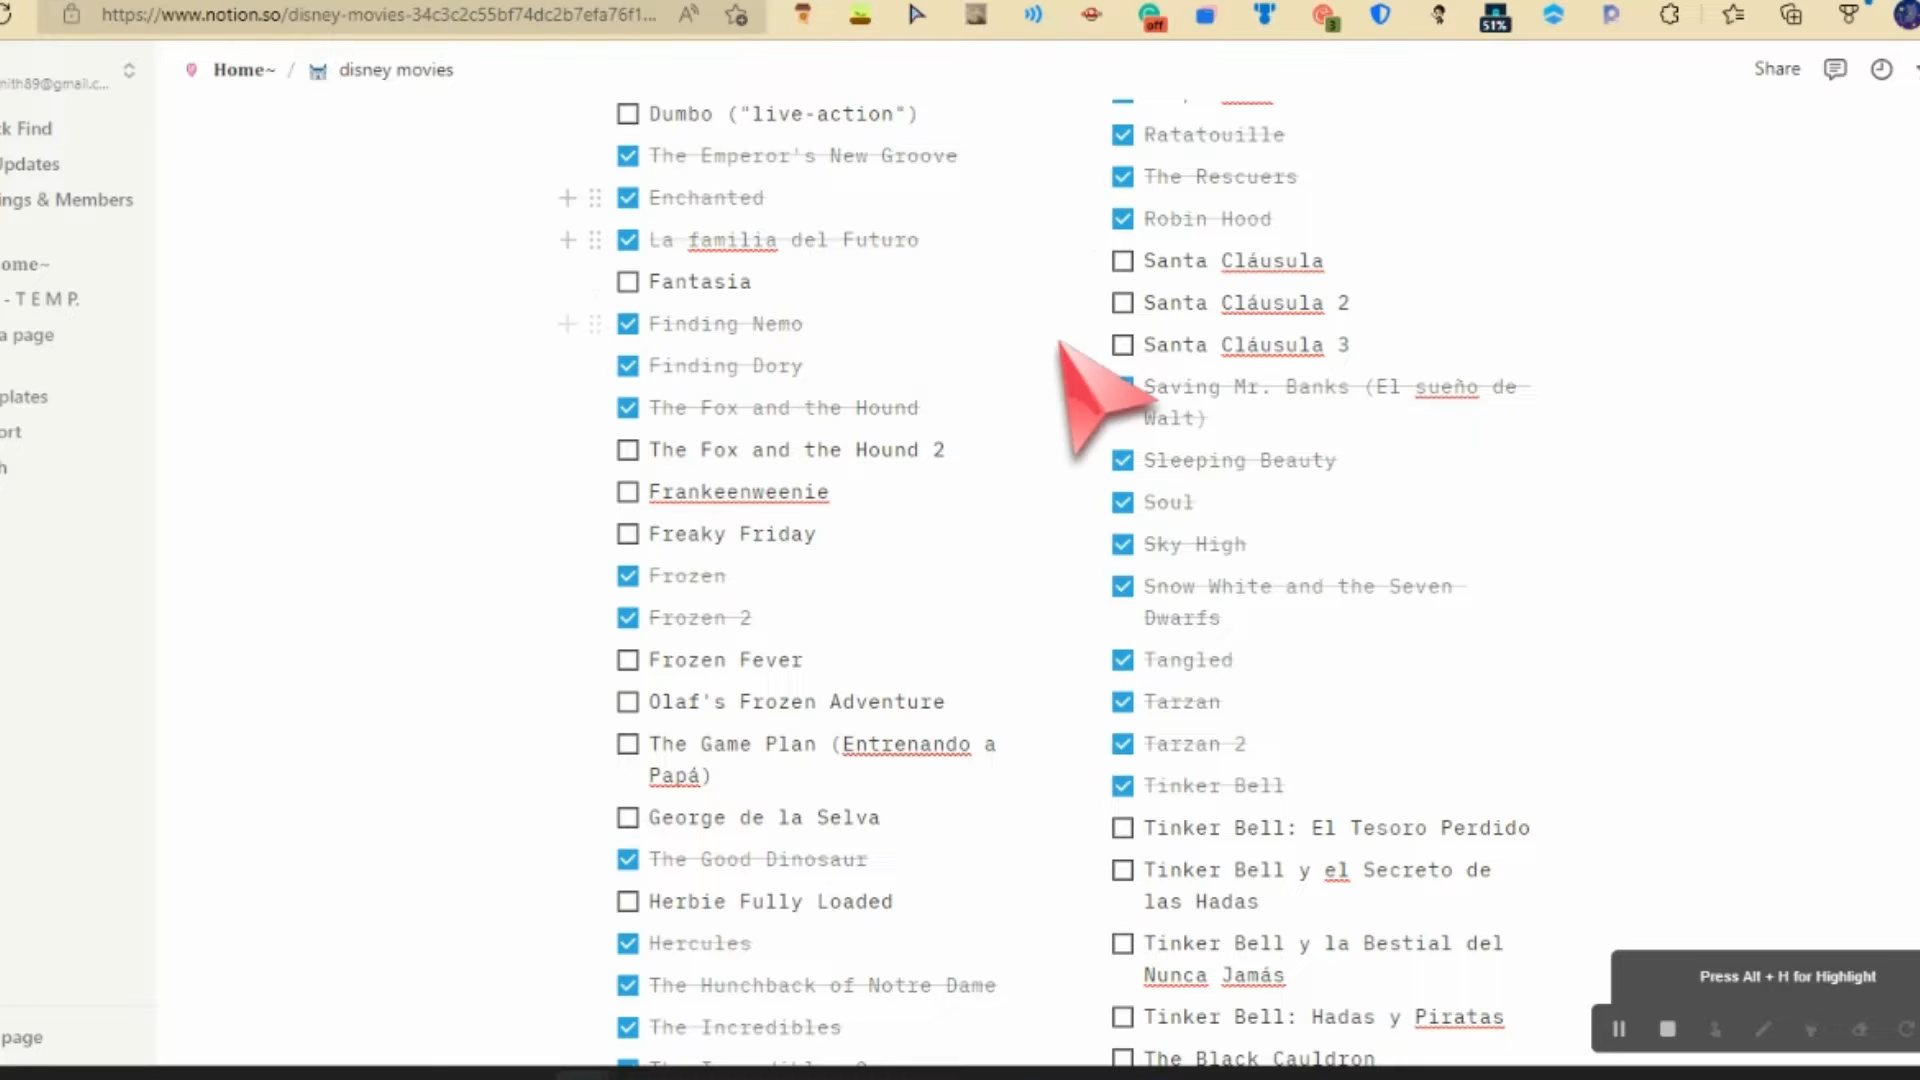 https://www.notion.so/disney-movies-34c3c2c55bf74dc2b7efa76f1...
off
3
51%
nith89@gmail.c...
Home~ / disney movies
Share
k Find
Updates
ings & Members
ome~
- T E M P.
a page
plates
ort
h
page
Dumbo ("live-action")
The Emperor's New Groove
Enchanted
La familia del Futuro
Fantasia
Finding Nemo
Finding Dory
The Fox and the Hound
The Fox and the Hound 2
Frankeenweenie
Freaky Friday
Frozen
Frozen 2
Frozen Fever
Olaf's Frozen Adventure
The Game Plan (Entrenando a
Papá)
George de la Selva
The Good Dinosaur
Herbie Fully Loaded
Hercules
The Hunchback of Notre Dame
The Incredibles
Ratatouille
The Rescuers
Robin Hood
Santa Cláusula
Santa Cláusula 2
Santa Cláusula 3
Saving Mr. Banks (El sueño de
Walt)
Sleeping Beauty
Soul
Sky High
Snow White and the Seven
Dwarfs
Tangled
Tarzan
Tarzan 2
Tinker Bell
Tinker Bell: El Tesoro Perdido
Tinker Bell y el Secreto de
las Hadas
Tinker Bell y la Bestial del
Nunca Jamás
Tinker Bell: Hadas y Piratas
The Black Cauldron
Press Alt + H for Highlight